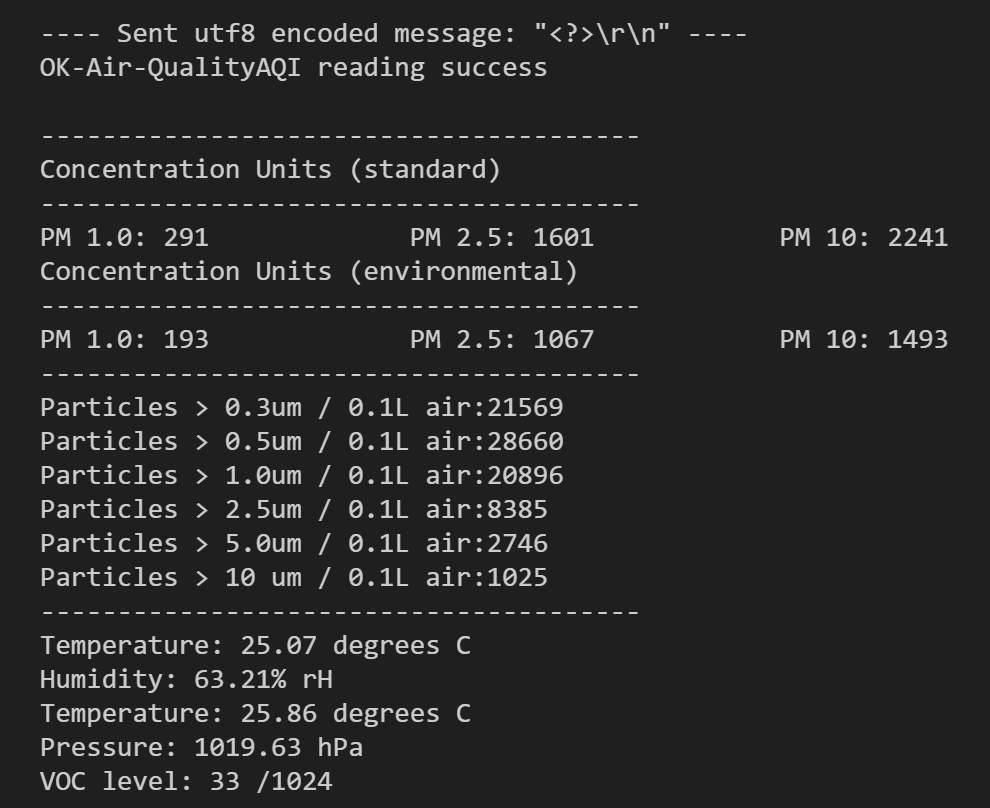 ---- Sent utf8 encoded message: "<?>\r\n" ----
OK-Air-QualityAQI reading success
---------------------------------------
Concentration Units (standard)
---------------------------------------
PM 1.0: 291 PM 2.5: 1601 PM 10: 2241
Concentration Units (environmental)
---------------------------------------
PM 1.0: 193 PM 2.5: 1067 PM 10: 1493
---------------------------------------
Particles > 0.3um / 0.1L air:21569
Particles > 0.5um / 0.1L air:28660
Particles > 1.0um / 0.1L air:20896
Particles > 2.5um / 0.1L air:8385
Particles > 5.0um / 0.1L air:2746
Particles > 10 um / 0.1L air:1025
---------------------------------------
Temperature: 25.07 degrees C
Humidity: 63.21% rH
Temperature: 25.86 degrees C
Pressure: 1019.63 hPa
VOC level: 33 /1024